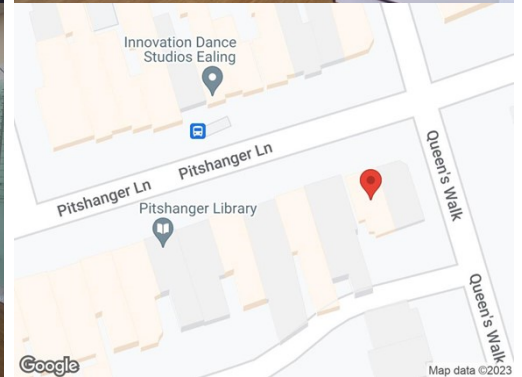 Innovation Dance
Studios Ealing
Pitshanger Ln
Pitshanger Ln
Queen's Walk
Pitshanger Library
Queen's Walk
Google
Map data ©2023